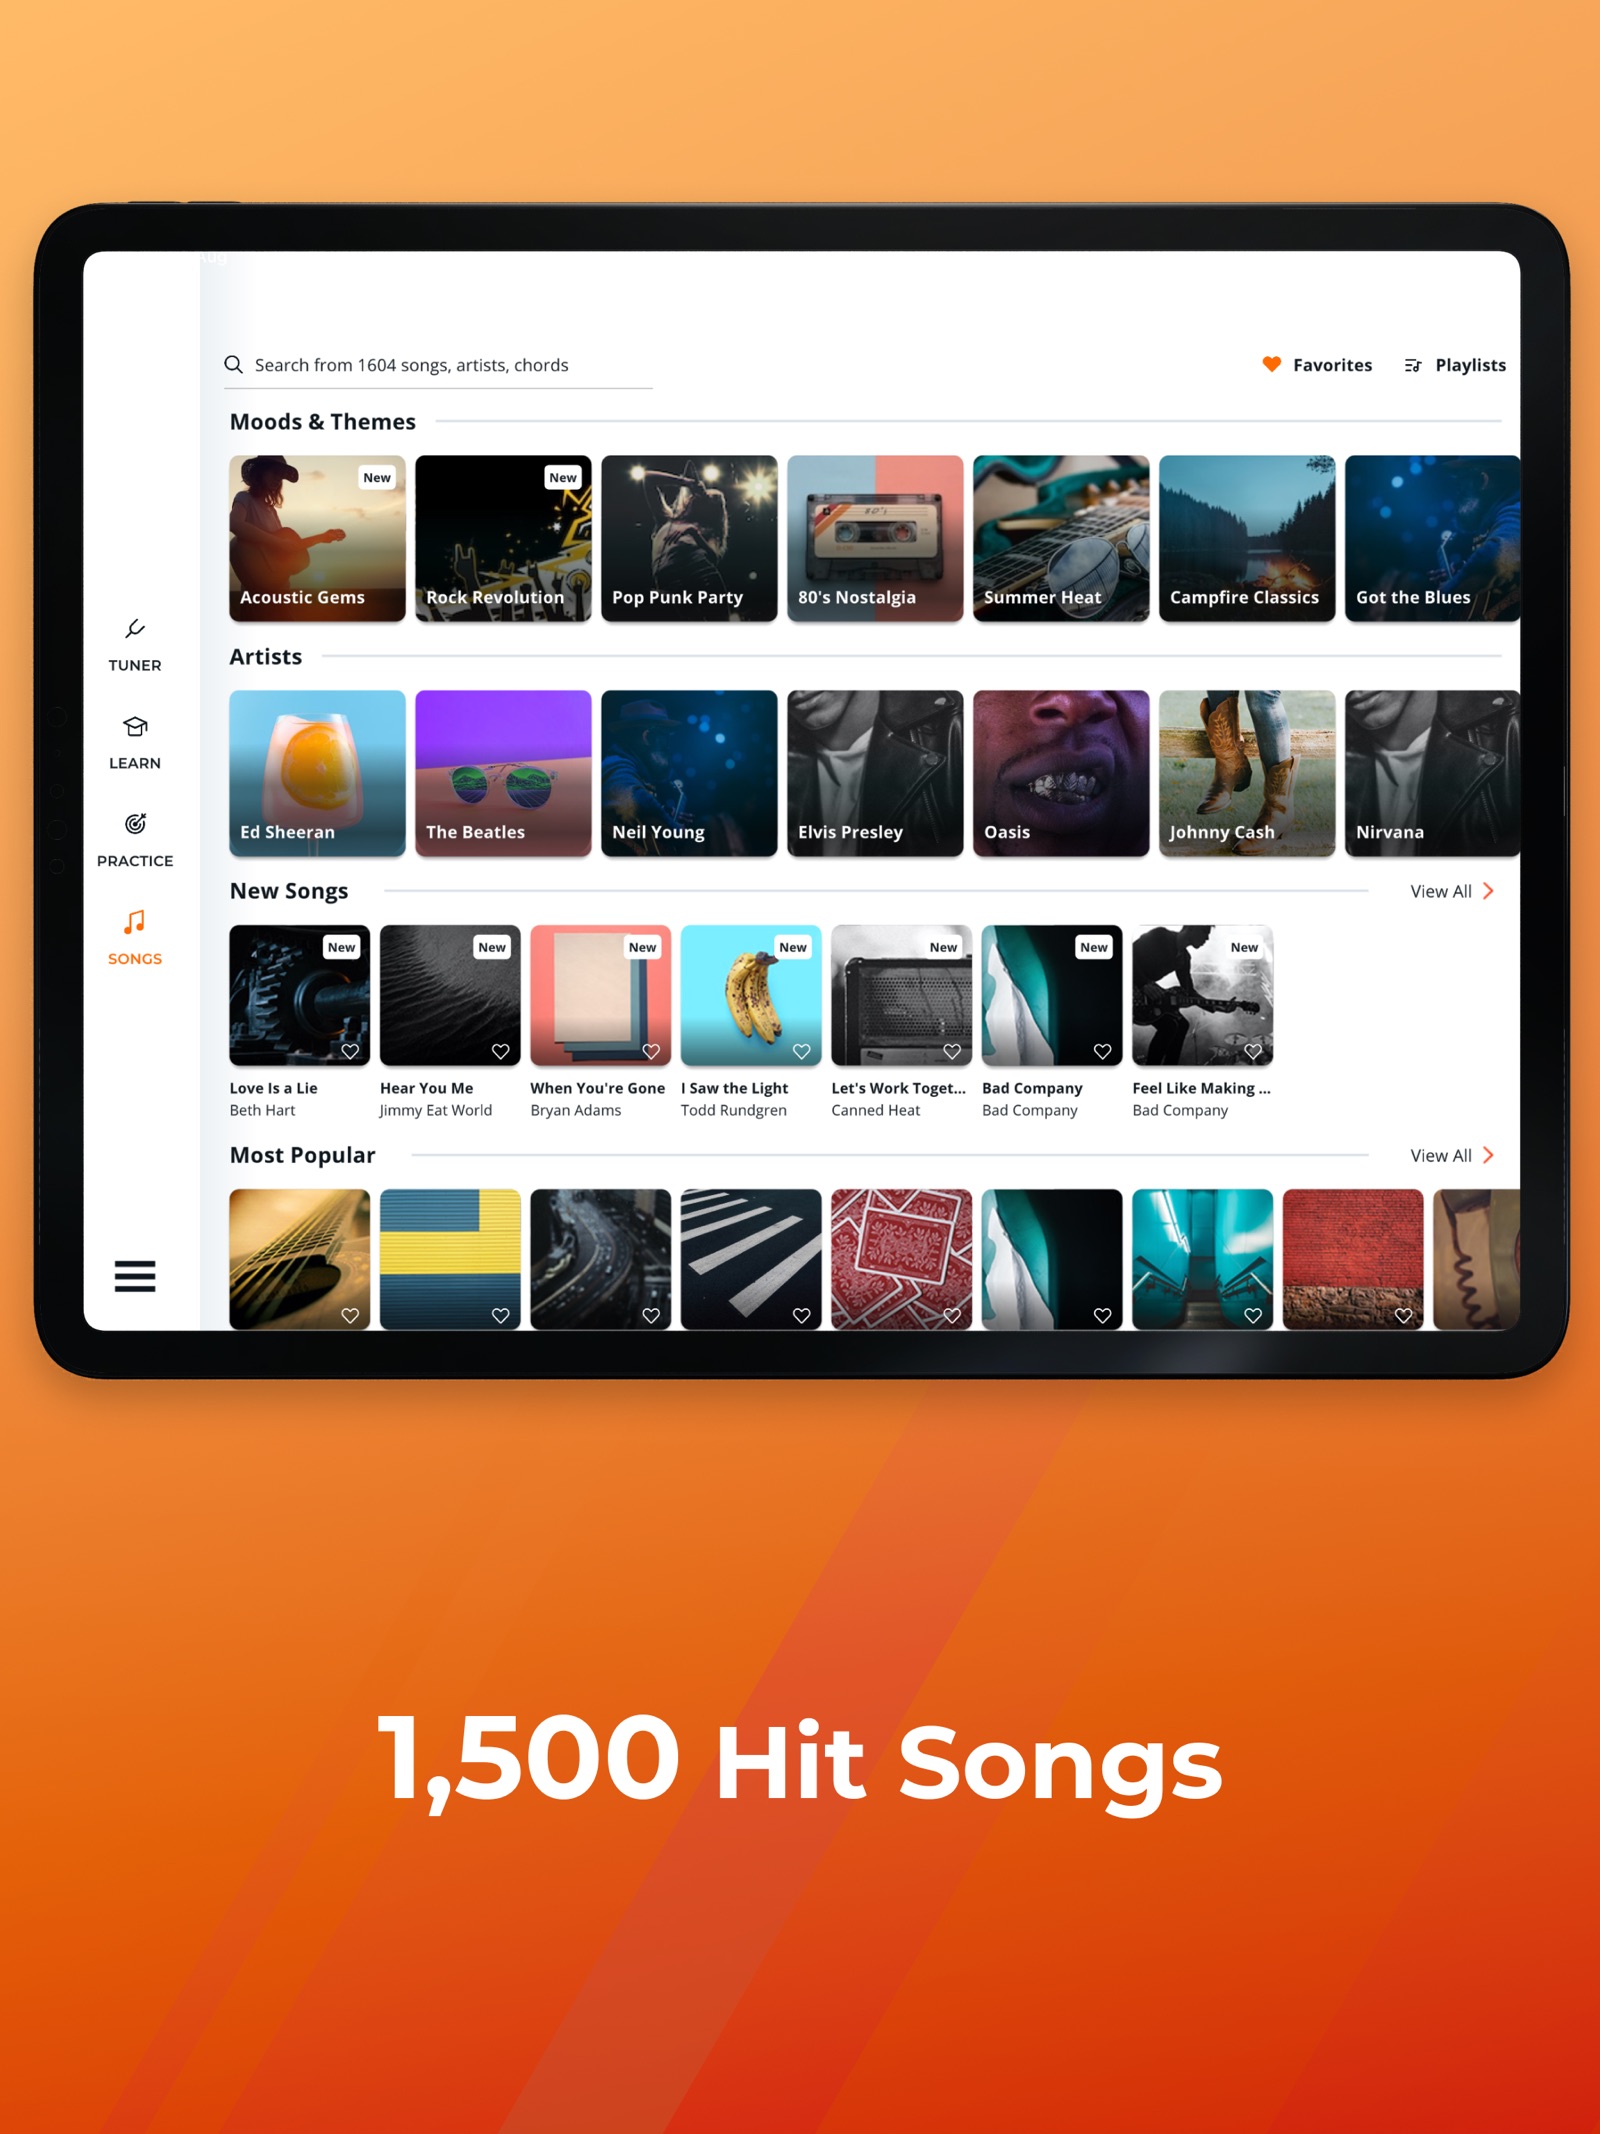 Search from 1604 songs, artists, chords
Favorites
Playlists
Moods & Themes
New
Acoustic Gems
New
Rock Revolution
Pop Punk Party
80's
80's Nostalgia
Summer Heat
Campfire Classics
Got the Blues
TUNER
LEARN
PRACTICE
SONGS
Artists
Ed Sheeran
The Beatles
Neil Young
Elvis Presley
Oasis
Johnny Cash
Nirvana
New Songs
View All
New
New
New
New
New
New
New
Love Is a Lie
Beth Hart
Hear You Me
Jimmy Eat World
When You're Gone
Bryan Adams
I Saw the Light
Todd Rundgren
Let's Work Toget...
Canned Heat
Bad Company
Bad Company
Feel Like Making ...
Bad Company
Most Popular
View All
1,500 Hit Songs